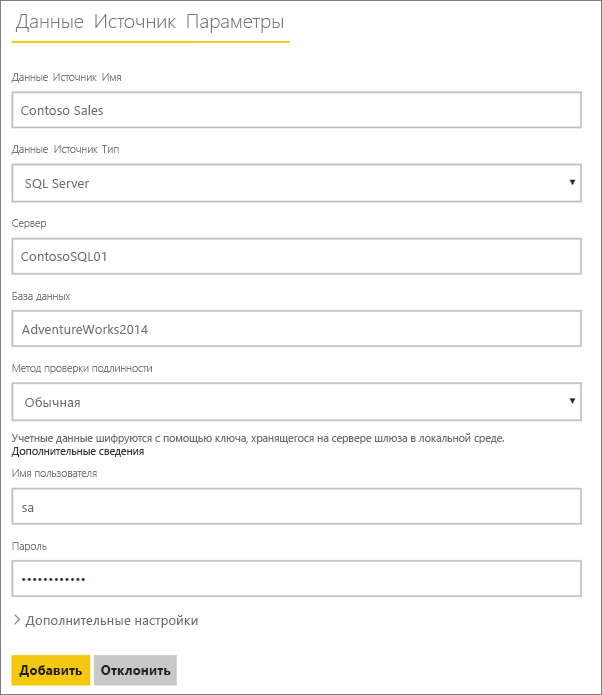 Данные Источник Параметры
Данные Источник Имя
Contoso Sales
Данные Источник Тип
SQL Server
Сервер
ContosoSQL01
База данных
AdventureWorks2014
Метод проверки подлинности
Обычная
Учетные данные шифруются с помощью ключа, хранящегося на сервере шлюза в локальной среде.
Дополнительные сведения
Имя пользователя
sa
Пароль
••••••••••••
Дополнительные настройки
Добавить Отклонить